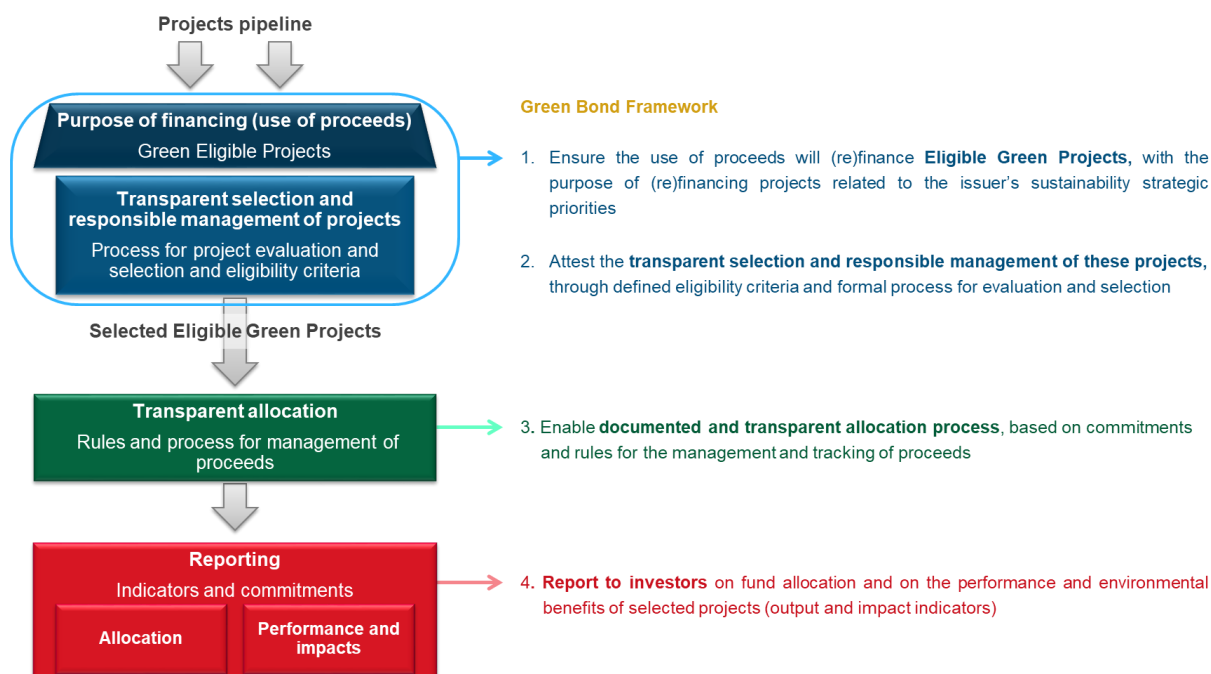 Projects pipeline
Purpose of financing (use of proceeds)
Green Eligible Projects
Transparent selection and
responsible management of projects
Process for project evaluation and
selection and eligibility criteria
Selected Eligible Green Projects
Transparent allocation
Rules and process for management of
proceeds
Reporting
Indicators and commitments
Allocation
Performance and
impacts
Green Bond Framework
1. Ensure the use of proceeds will (re)finance Eligible Green Projects, with the
purpose of (re)financing projects related to the issuer's sustainability strategic
priorities
2. Attest the transparent selection and responsible management of these projects,
through defined eligibility criteria and formal process for evaluation and selection
3. Enable documented and transparent allocation process, based on commitments
and rules for the management and tracking of proceeds
4. Report to investors on fund allocation and on the performance and environmental
benefits of selected projects (output and impact indicators)